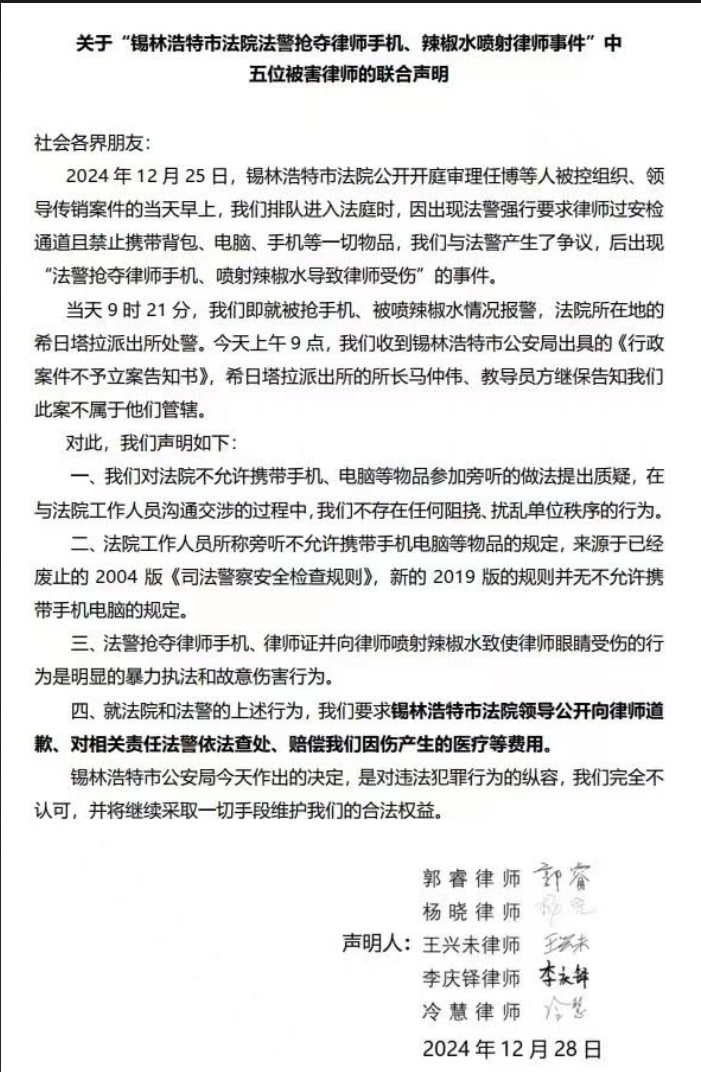 关于“锡林浩特市法院法警抢夺律师手机、辣椒水喷射律师事件”中
五位被害律师的联合声明
社会各界朋友：
2024 年 12 月 25 日，锡林浩特市法院公开开庭审理任博等人被控组织、领
导传销案件的当天早上，我们排队进入法庭时，因出现法警强行要求律师过安检
通道且禁止携带背包、电脑、手机等一切物品，我们与法警产生了争议，后出现
“法警抢夺律师手机、喷射辣椒水导致律师受伤”的事件。
当天 9 时 21 分，我们即就被抢手机、被喷辣椒水情况报警，法院所在地的
希日塔拉派出所处警。今天上午 9 点，我们收到锡林浩特市公安局出具的《行政
案件不予立案告知书》，希日塔拉派出所的所长马仲伟、教导员方继保告知我们
此案不属于他们管辖。
对此，我们声明如下：
一、我们对法院不允许携带手机、电脑等物品参加旁听的做法提出质疑，在
与法院工作人员沟通交涉的过程中，我们不存在任何阻挠、扰乱单位秩序的行为。
二、法院工作人员所称旁听不允许携带手机电脑等物品的规定，来源于已经
废止的 2004 版《司法警察安全检查规则》，新的 2019 版的规则并无不允许携
带手机电脑的规定。
三、法警抢夺律师手机、律师证并向律师喷射辣椒水致使律师眼睛受伤的行
为是明显的暴力执法和故意伤害行为。
四、就法院和法警的上述行为，我们要求锡林浩特市法院领导公开向律师道
歉、对相关责任法警依法查处、赔偿我们因伤产生的医疗等费用。
锡林浩特市公安局今天作出的决定，是对违法犯罪行为的纵容，我们完全不
认可，并将继续采取一切手段维护我们的合法权益。
郭睿律师 郭睿
杨晓律师 杨晓
声明人：王兴未律师 王兴未
李庆铎律师 李庆铎
冷慧律师 冷慧
2024 年 12 月 28 日